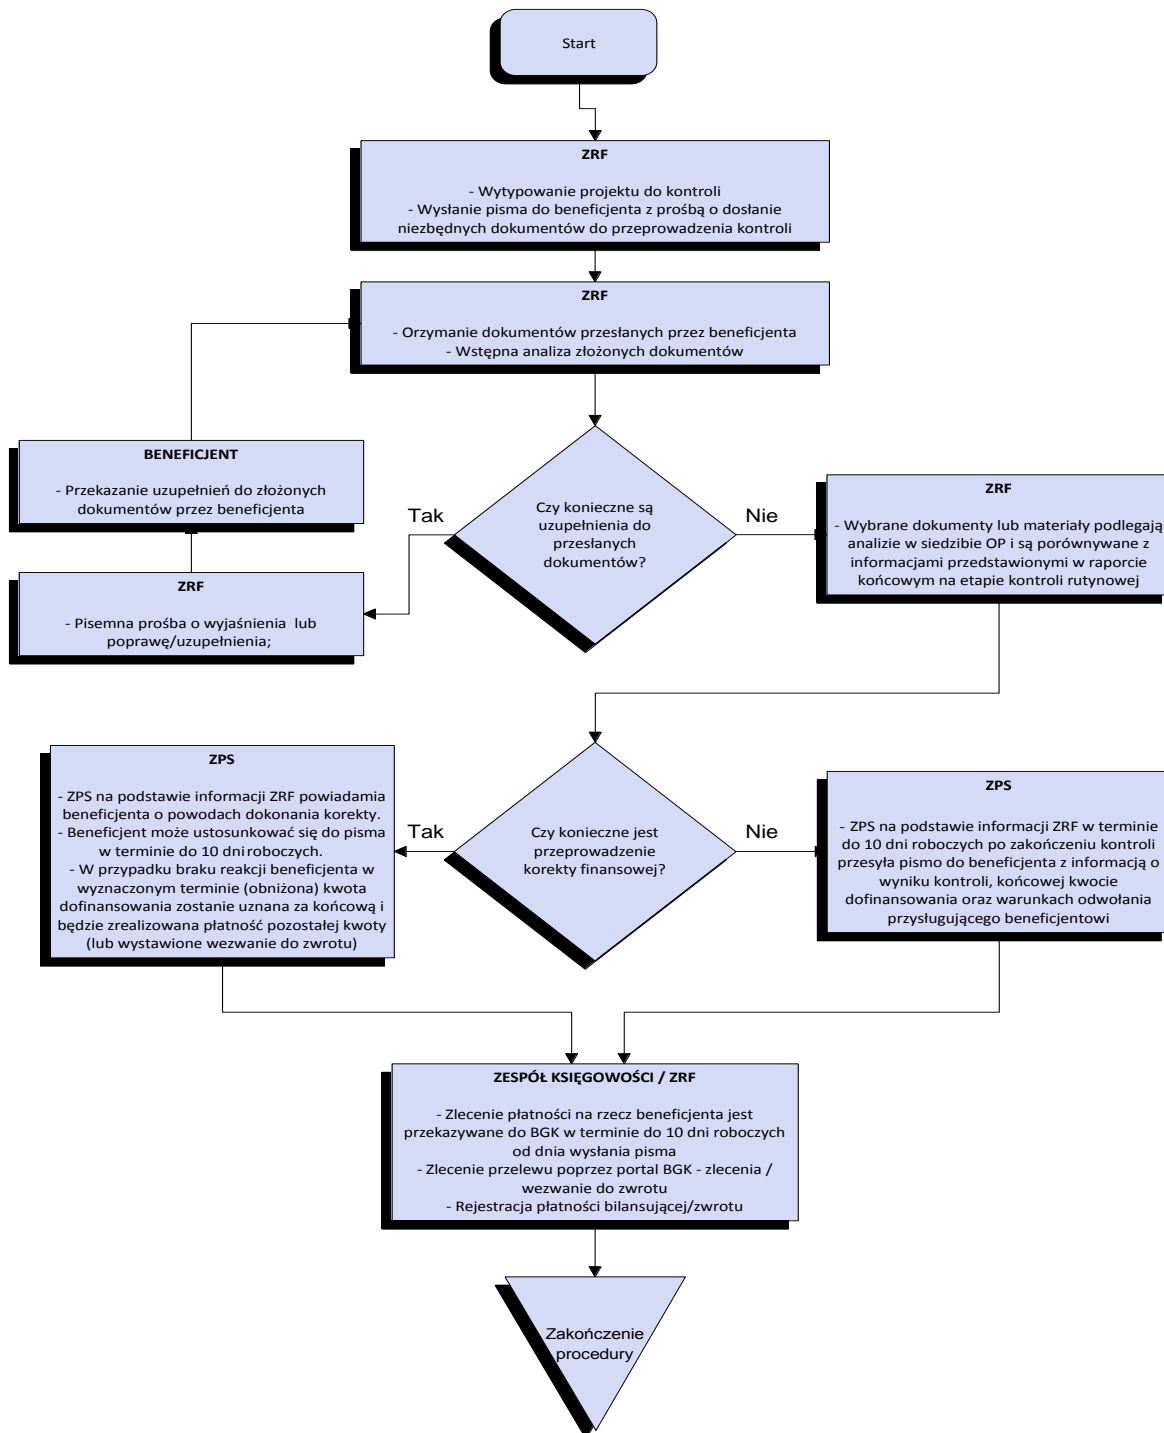 Start
ZRF
- Wytypowanie projektu do kontroli
- Wysłanie pisma do beneficjenta z prośbą o dosłanie
niezbędnych dokumentów do przeprowadzenia kontroli
ZRF
- Orzymanie dokumentów przesłanych przez beneficjenta
- Wstępna analiza złożonych dokumentów
BENEFICJENT
- Przekazanie uzupełnień do złożonych
dokumentów przez beneficjenta
ZRF
- Pisemna prośba o wyjaśnienia lub
poprawę/uzupełnienia;
Tak
Czy konieczne są
uzupełnienia do
przesłanych
dokumentów?
Nie
ZRF
- Wybrane dokumenty lub materiały podlegają
analizie w siedzibie OP i są porównywane z
informacjami przedstawionymi w raporcie
końcowym na etapie kontroli rutynowej
ZPS
- ZPS na podstawie informacji ZRF powiadamia
beneficjenta o powodach dokonania korekty.
- Beneficjent może ustosunkować się do pisma
w terminie do 10 dni roboczych.
- W przypadku braku reakcji beneficjenta w
wyznaczonym terminie (obniżona) kwota
dofinansowania zostanie uznana za końcową i
będzie zrealizowana płatność pozostałej kwoty
(lub wystawione wezwanie do zwrotu)
Tak
Czy konieczne jest
przeprowadzenie
korekty finansowej?
Nie
ZPS
- ZPS na podstawie informacji ZRF w terminie
do 10 dni roboczych po zakończeniu kontroli
przesyła pismo do beneficjenta z informacją o
wyniku kontroli, końcowej kwocie
dofinansowania oraz warunkach odwołania
przysługującego beneficjentowi
ZESPÓŁ KSIĘGOWOŚCI / ZRF
- Zlecenie płatności na rzecz beneficjenta jest
przekazywane do BGK w terminie do 10 dni roboczych
od dnia wysłania pisma
- Zlecenie przelewu poprzez portal BGK - zlecenia /
wezwanie do zwrotu
- Rejestracja płatności bilansującej/zwrotu
Zakończenie
procedury